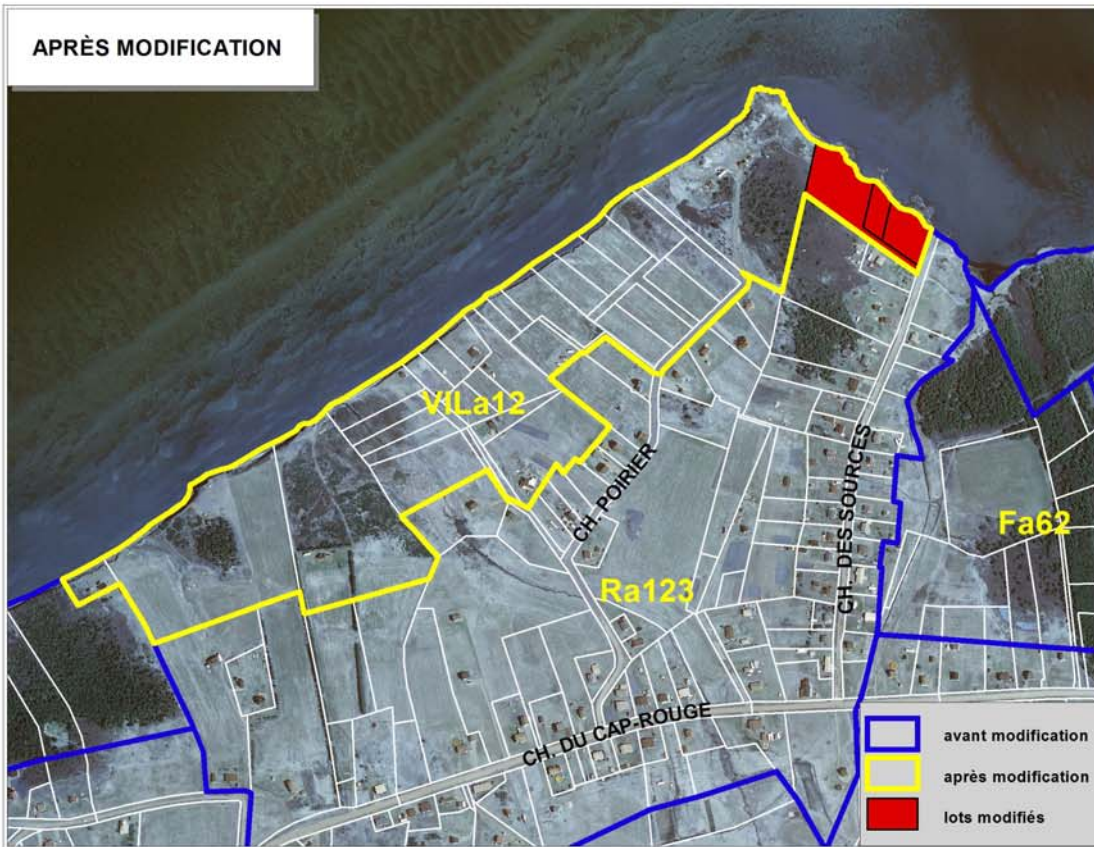 APRÈS MODIFICATION
VILa12
CH. POIRIER
CH. DES SOURCES
Fa62
Ra123
CH. DU CAP-ROUGE
avant modification
après modification
lots modifiés